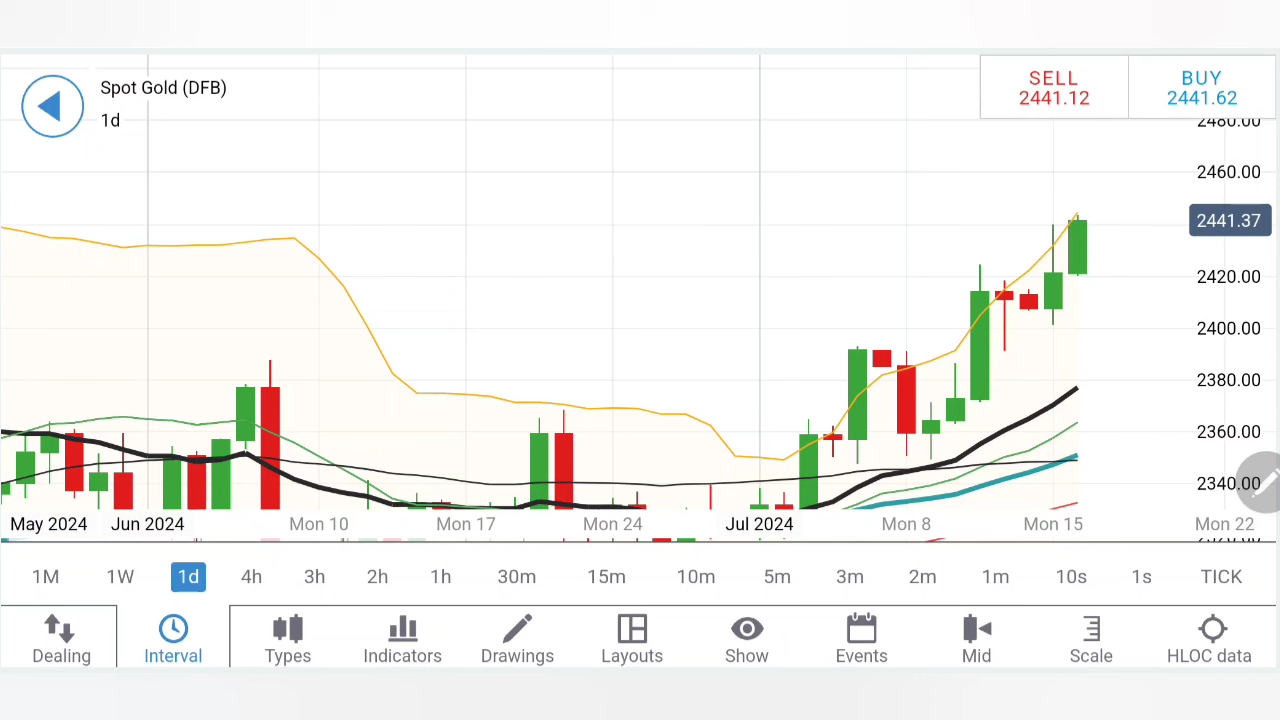 Spot Gold (DFB)
1d
SELL
2441.12
BUY
2441.62
2480.00
2460.00
2441.37
2420.00
2400.00
2380.00
2360.00
2340.00
May 2024 Jun 2024 Mon 10 Mon 17 Mon 24 Jul 2024 Mon 8 Mon 15 Mon 22
2320.00
1M 1W 1d 4h 3h 2h 1h 30m 15m 10m 5m 3m 2m 1m 10s 1s TICK
Dealing Interval Types Indicators Drawings Layouts Show Events Mid Scale HLOC data